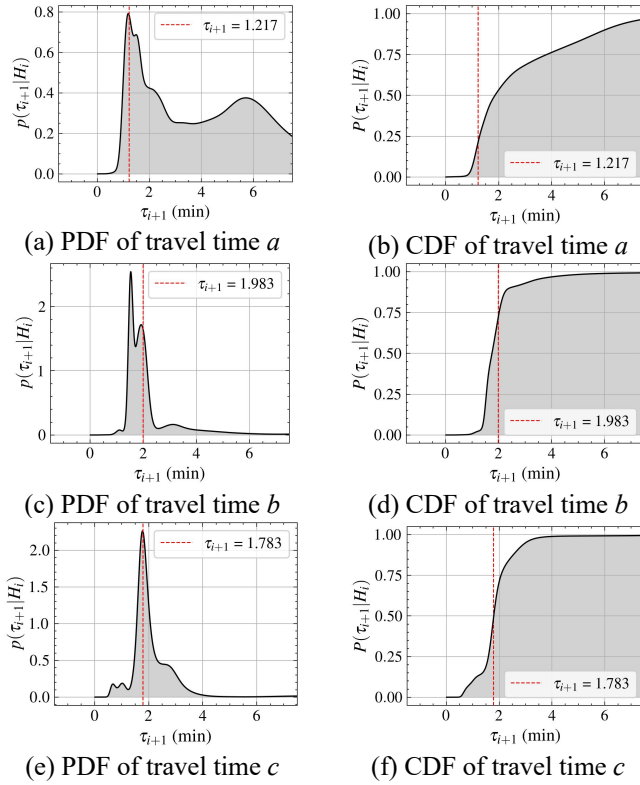 p(τᵢ₊₁|Hᵢ)
0.8
0.6
0.4
0.2
0.0
τᵢ₊₁ = 1.217
0 2 4 6
τᵢ₊₁ (min)
(a) PDF of travel time a
P(τᵢ₊₁|Hᵢ)
1.00
0.75
0.50
0.25
0.00
τᵢ₊₁ = 1.217
0 2 4 6
τᵢ₊₁ (min)
(b) CDF of travel time a
p(τᵢ₊₁|Hᵢ)
2
1
0
τᵢ₊₁ = 1.983
0 2 4 6
τᵢ₊₁ (min)
(c) PDF of travel time b
P(τᵢ₊₁|Hᵢ)
1.00
0.75
0.50
0.25
0.00
τᵢ₊₁ = 1.983
0 2 4 6
τᵢ₊₁ (min)
(d) CDF of travel time b
p(τᵢ₊₁|Hᵢ)
2.0
1.5
1.0
0.5
0.0
τᵢ₊₁ = 1.783
0 2 4 6
τᵢ₊₁ (min)
(e) PDF of travel time c
P(τᵢ₊₁|Hᵢ)
1.00
0.75
0.50
0.25
0.00
τᵢ₊₁ = 1.783
0 2 4 6
τᵢ₊₁ (min)
(f) CDF of travel time c